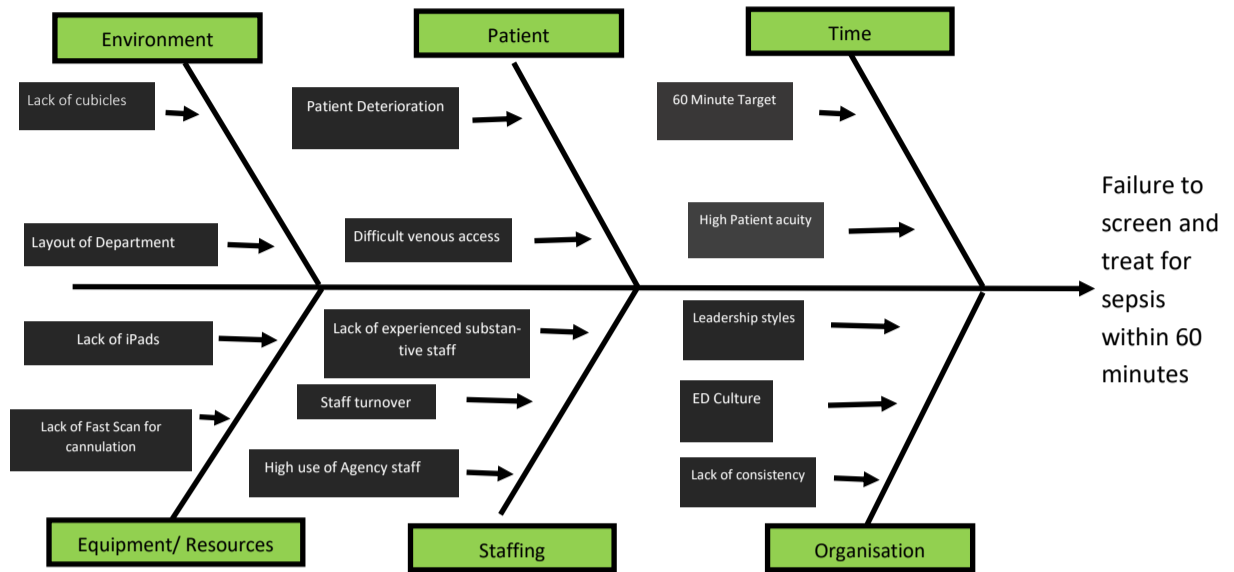 Environment
Patient
Time
Lack of cubicles
Patient Deterioration
60 Minute Target
Layout of Department
Difficult venous access
High Patient acuity
Failure to
screen and
treat for
sepsis
within 60
minutes
Lack of iPads
Lack of experienced substan-
tive staff
Leadership styles
Lack of Fast Scan for
cannulation
Staff turnover
ED Culture
High use of Agency staff
Lack of consistency
Equipment/ Resources
Staffing
Organisation